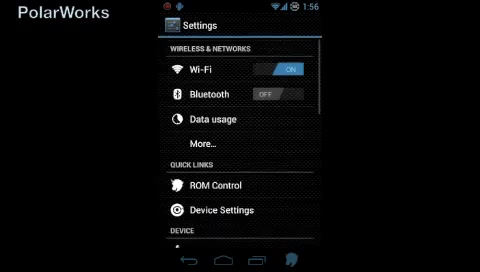 PolarWorks
1:56
Settings
WIRELESS & NETWORKS
Wi-Fi
ON
Bluetooth
OFF
Data usage
More...
QUICK LINKS
ROM Control
Device Settings
DEVICE